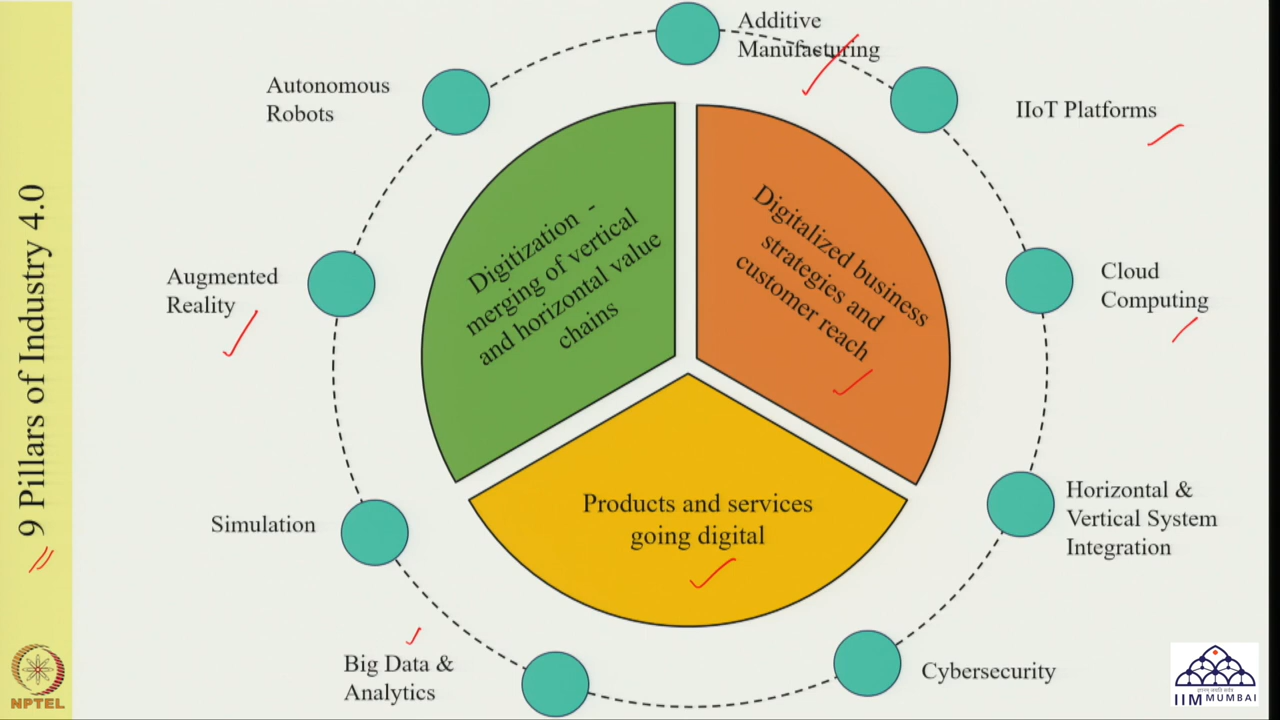 9 Pillars of Industry 4.0
Additive
Manufacturing
IIoT Platforms
Cloud
Computing
Horizontal &
Vertical System
Integration
Cybersecurity
Big Data &
Analytics
Simulation
Augmented
Reality
Autonomous
Robots
Digitization -
merging of vertical
and horizontal value
chains
Digitalized business
strategies and
customer reach
Products and services
going digital
NPTEL
IIM MUMBAI